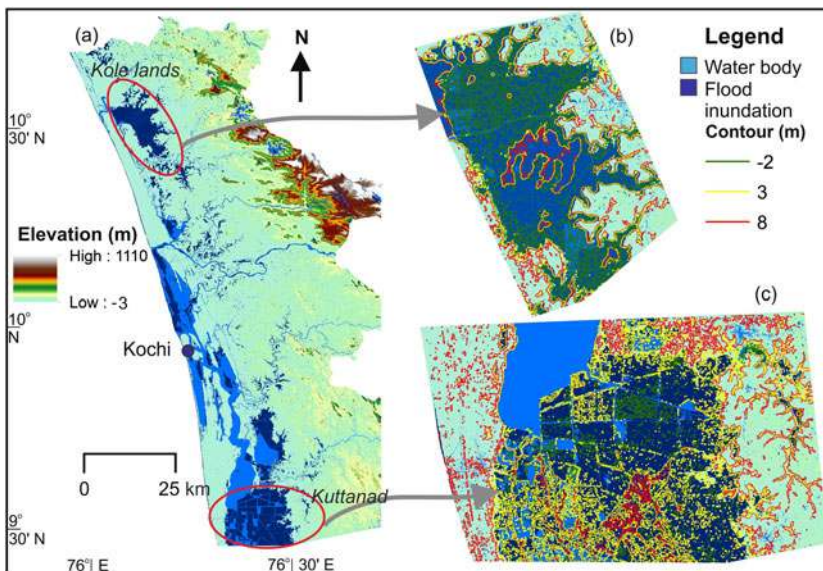 (a)
Kole lands
N
(b)
Legend
Water body
Flood
inundation
Contour (m)
-2
3
8
10°
30' N
Elevation (m)
High : 1110
Low : -3
10°
N
Kochi
(c)
0 25 km
Kuttanad
9°
30' N
76° E
76° 30' E